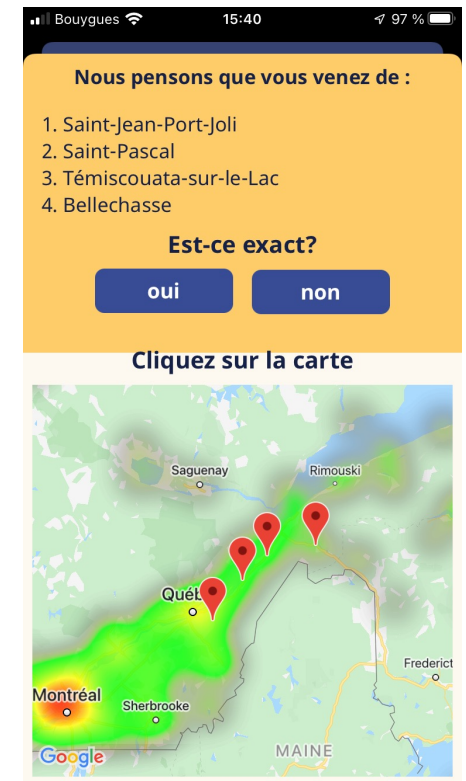 Bouygues 15:40 97 %
Nous pensons que vous venez de :
1. Saint-Jean-Port-Joli
2. Saint-Pascal
3. Témiscouata-sur-le-Lac
4. Bellechasse
Est-ce exact?
oui non
Cliquez sur la carte
Saguenay Rimouski
Québ
Frederict
Montréal
Sherbrooke
MAINE
Google